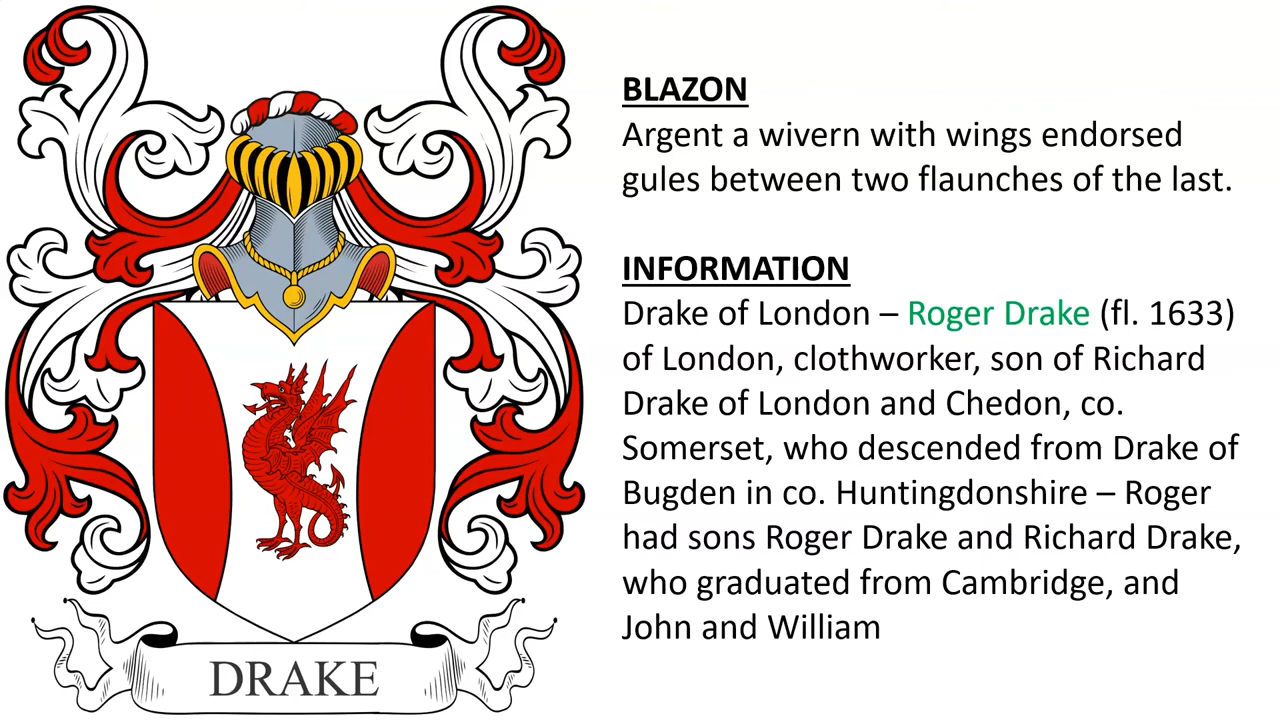 BLAZON
Argent a wivern with wings endorsed
gules between two flaunches of the last.
INFORMATION
Drake of London – Roger Drake (fl. 1633)
of London, clothworker, son of Richard
Drake of London and Chedon, co.
Somerset, who descended from Drake of
Bugden in co. Huntingdonshire – Roger
had sons Roger Drake and Richard Drake,
who graduated from Cambridge, and
John and William
DRAKE